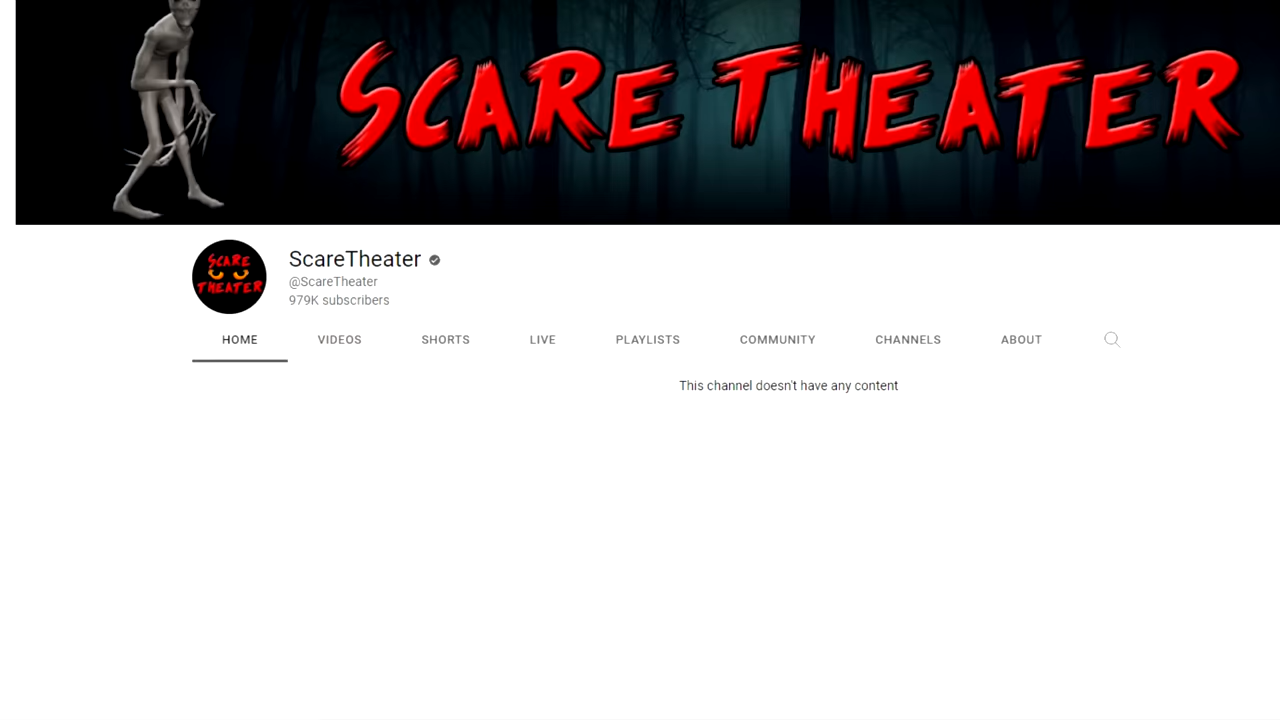 SCARE THEATER
SCARE
THEATER
ScareTheater
@ScareTheater
979K subscribers
HOME VIDEOS SHORTS LIVE PLAYLISTS COMMUNITY CHANNELS ABOUT
This channel doesn't have any content